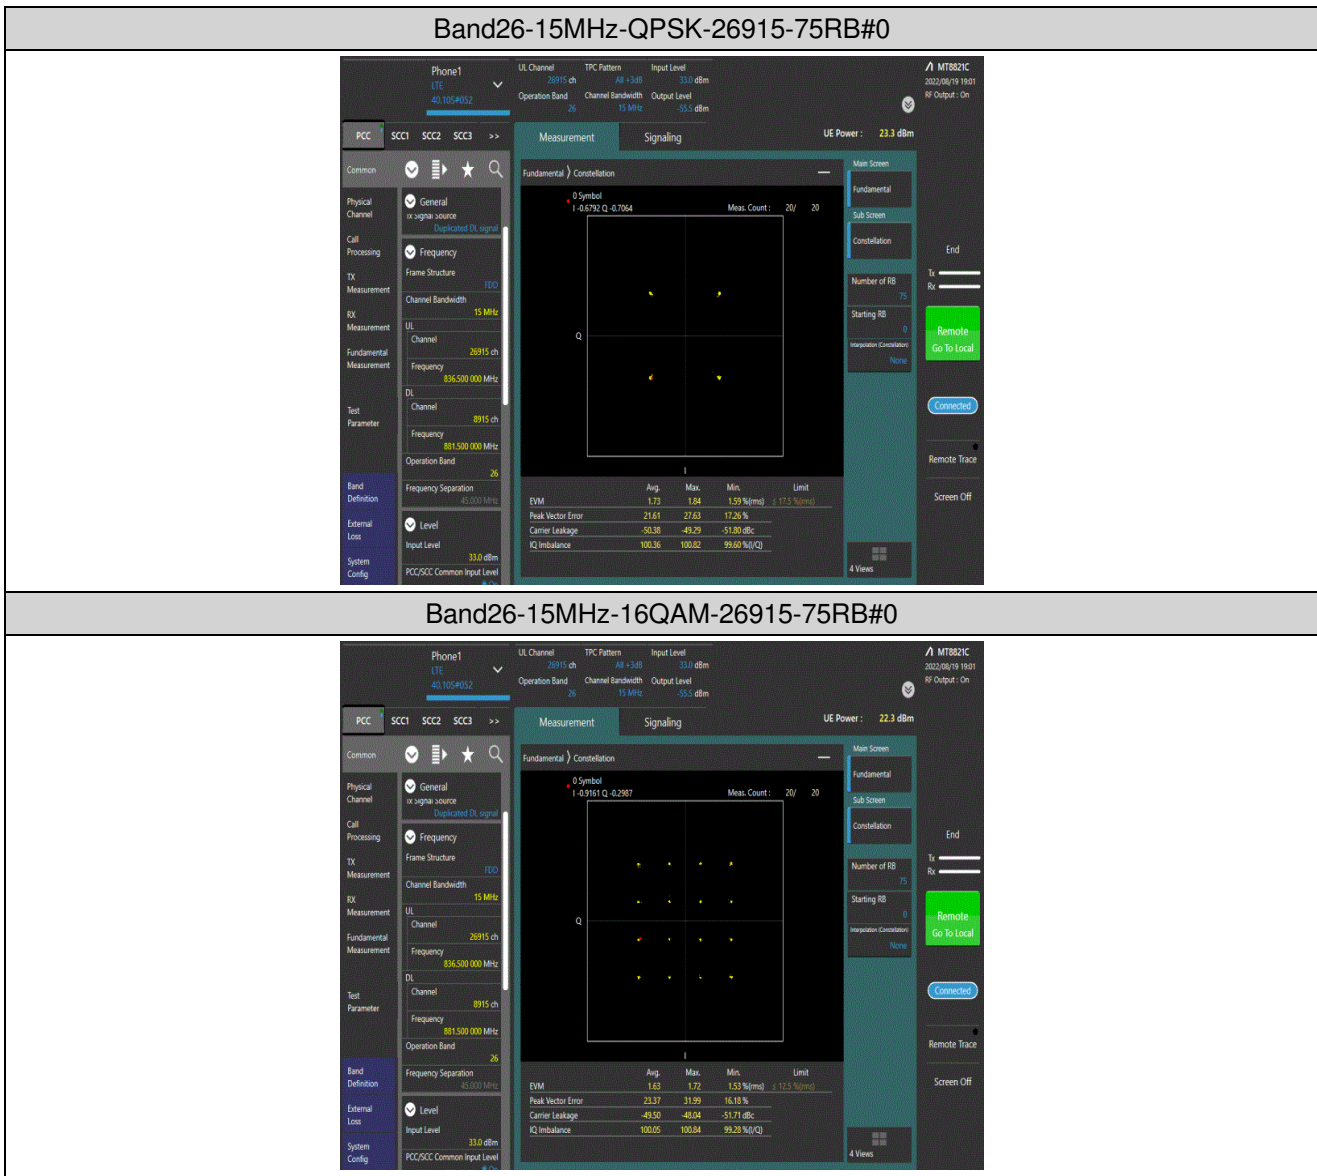 Band26-15MHz-QPSK-26915-75RB#0
Phone1
LTE
40.105#052
UL Channel TPC Pattern Input Level
26915 ch All +3dB 33.0 dBm
Operation Band Channel Bandwidth Output Level
26 15 MHz -55.5 dBm
MT8821C
2022/08/19 19:01
RF Output : On
PCC SCC1 SCC2 SCC3 >>
Measurement Signaling
UE Power : 23.3 dBm
Common
Fundamental ⟩ Constellation
Main Screen
Fundamental
Sub Screen
Constellation
Number of RB
75
Starting RB
0
Interpolation (Constellation)
None
4 Views
Physical
Channel
Call
Processing
TX
Measurement
RX
Measurement
Fundamental
Measurement
Test
Parameter
Band
Definition
External
Loss
System
Config
General
Tx Signal Source
Duplicated DL signal
Frequency
Frame Structure
FDD
Channel Bandwidth
15 MHz
UL
Channel
26915 ch
Frequency
836.500 000 MHz
DL
Channel
8915 ch
Frequency
881.500 000 MHz
Operation Band
26
Frequency Separation
45.000 MHz
Level
Input Level
33.0 dBm
PCC/SCC Common Input Level
On
0 Symbol
I -0.6792 Q -0.7064 Meas. Count : 20/ 20
Q
I
Avg. Max. Min. Limit
EVM 1.73 1.84 1.59 %(rms) ≤ 17.5 %(rms)
Peak Vector Error 21.61 27.63 17.26 %
Carrier Leakage -50.38 -49.29 -51.80 dBc
IQ Imbalance 100.36 100.82 99.60 %(I/Q)
End
Tx
Rx
Remote
Go To Local
Connected
Remote Trace
Screen Off
Band26-15MHz-16QAM-26915-75RB#0
Phone1
LTE
40.105#052
UL Channel TPC Pattern Input Level
26915 ch All +3dB 33.0 dBm
Operation Band Channel Bandwidth Output Level
26 15 MHz -55.5 dBm
MT8821C
2022/08/19 19:01
RF Output : On
PCC SCC1 SCC2 SCC3 >>
Measurement Signaling
UE Power : 22.3 dBm
Common
Fundamental ⟩ Constellation
Main Screen
Fundamental
Sub Screen
Constellation
Number of RB
75
Starting RB
0
Interpolation (Constellation)
None
4 Views
Physical
Channel
Call
Processing
TX
Measurement
RX
Measurement
Fundamental
Measurement
Test
Parameter
Band
Definition
External
Loss
System
Config
General
Tx Signal Source
Duplicated DL signal
Frequency
Frame Structure
FDD
Channel Bandwidth
15 MHz
UL
Channel
26915 ch
Frequency
836.500 000 MHz
DL
Channel
8915 ch
Frequency
881.500 000 MHz
Operation Band
26
Frequency Separation
45.000 MHz
Level
Input Level
33.0 dBm
PCC/SCC Common Input Level
On
0 Symbol
I -0.9161 Q -0.2987 Meas. Count : 20/ 20
Q
I
Avg. Max. Min. Limit
EVM 1.63 1.72 1.53 %(rms) ≤ 12.5 %(rms)
Peak Vector Error 23.37 31.99 16.18 %
Carrier Leakage -49.50 -48.04 -51.71 dBc
IQ Imbalance 100.05 100.84 99.28 %(I/Q)
End
Tx
Rx
Remote
Go To Local
Connected
Remote Trace
Screen Off